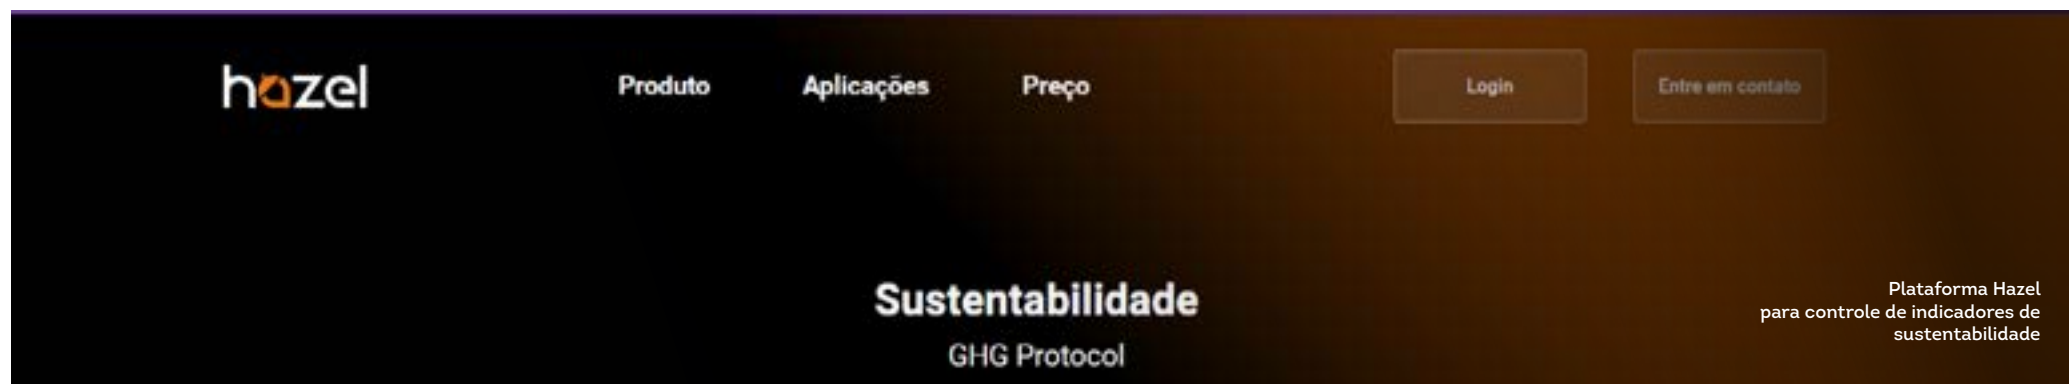 hazel
Produto
Aplicações
Preço
Login
Entre em contato
Sustentabilidade
GHG Protocol
Plataforma Hazel
para controle de indicadores de
sustentabilidade